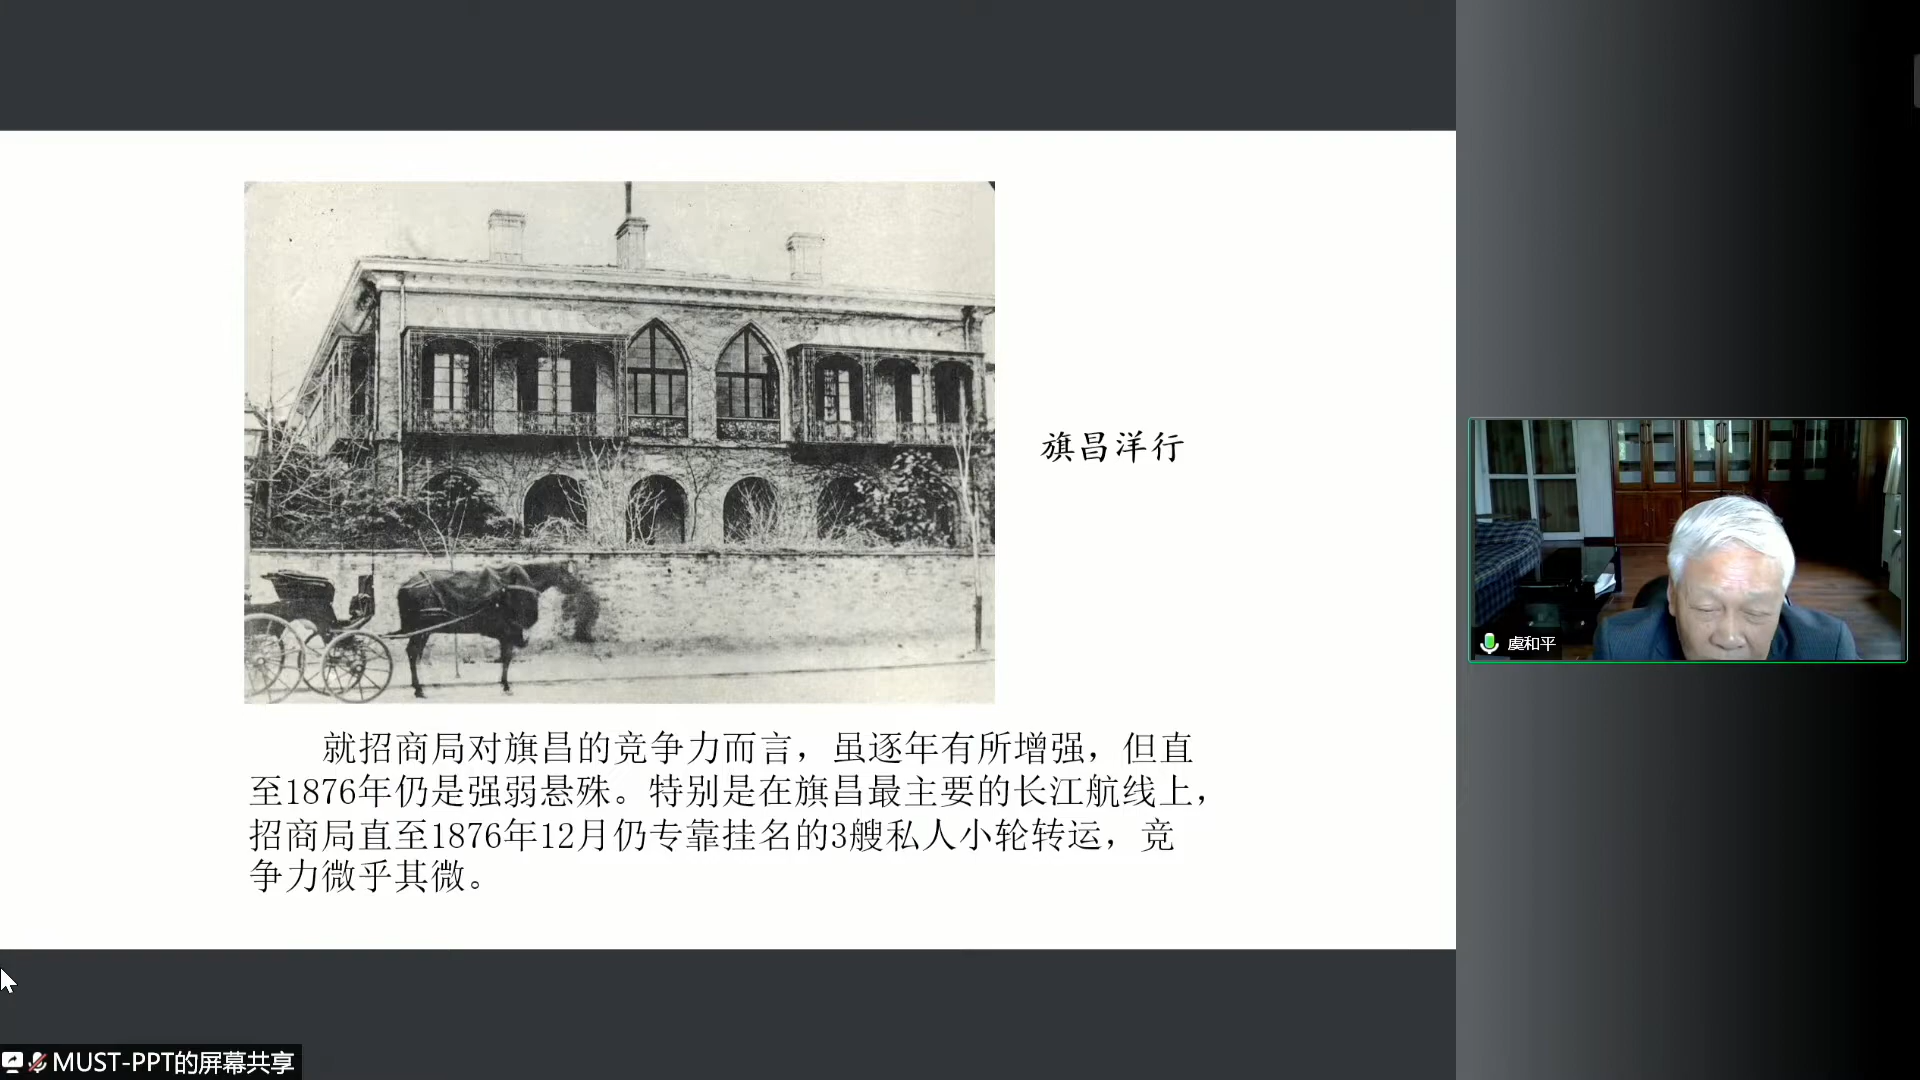 旗昌洋行
就招商局对旗昌的竞争力而言，虽逐年有所增强，但直
至1876年仍是强弱悬殊。特别是在旗昌最主要的长江航线上，
招商局直至1876年12月仍专靠挂名的3艘私人小轮转运，竞
争力微乎其微。
虞和平
MUST-PPT的屏幕共享